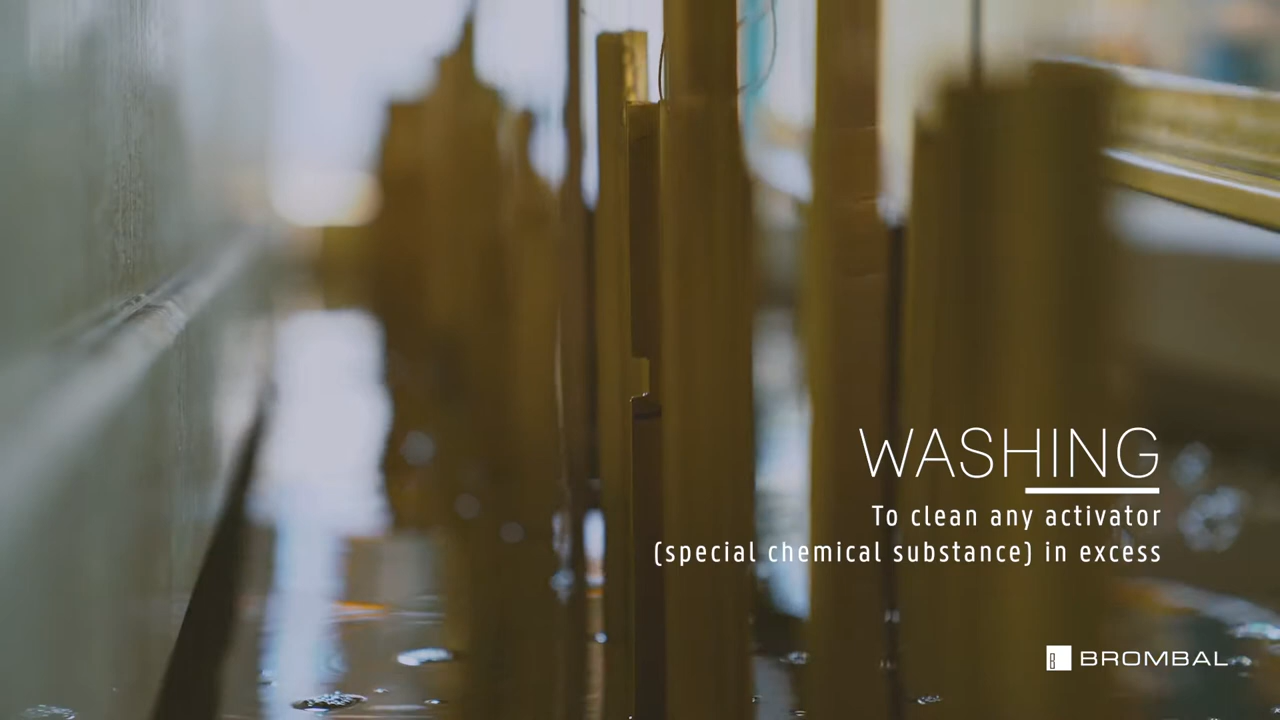 WASHING
To clean any activator
(special chemical substance) in excess
B BROMBAL